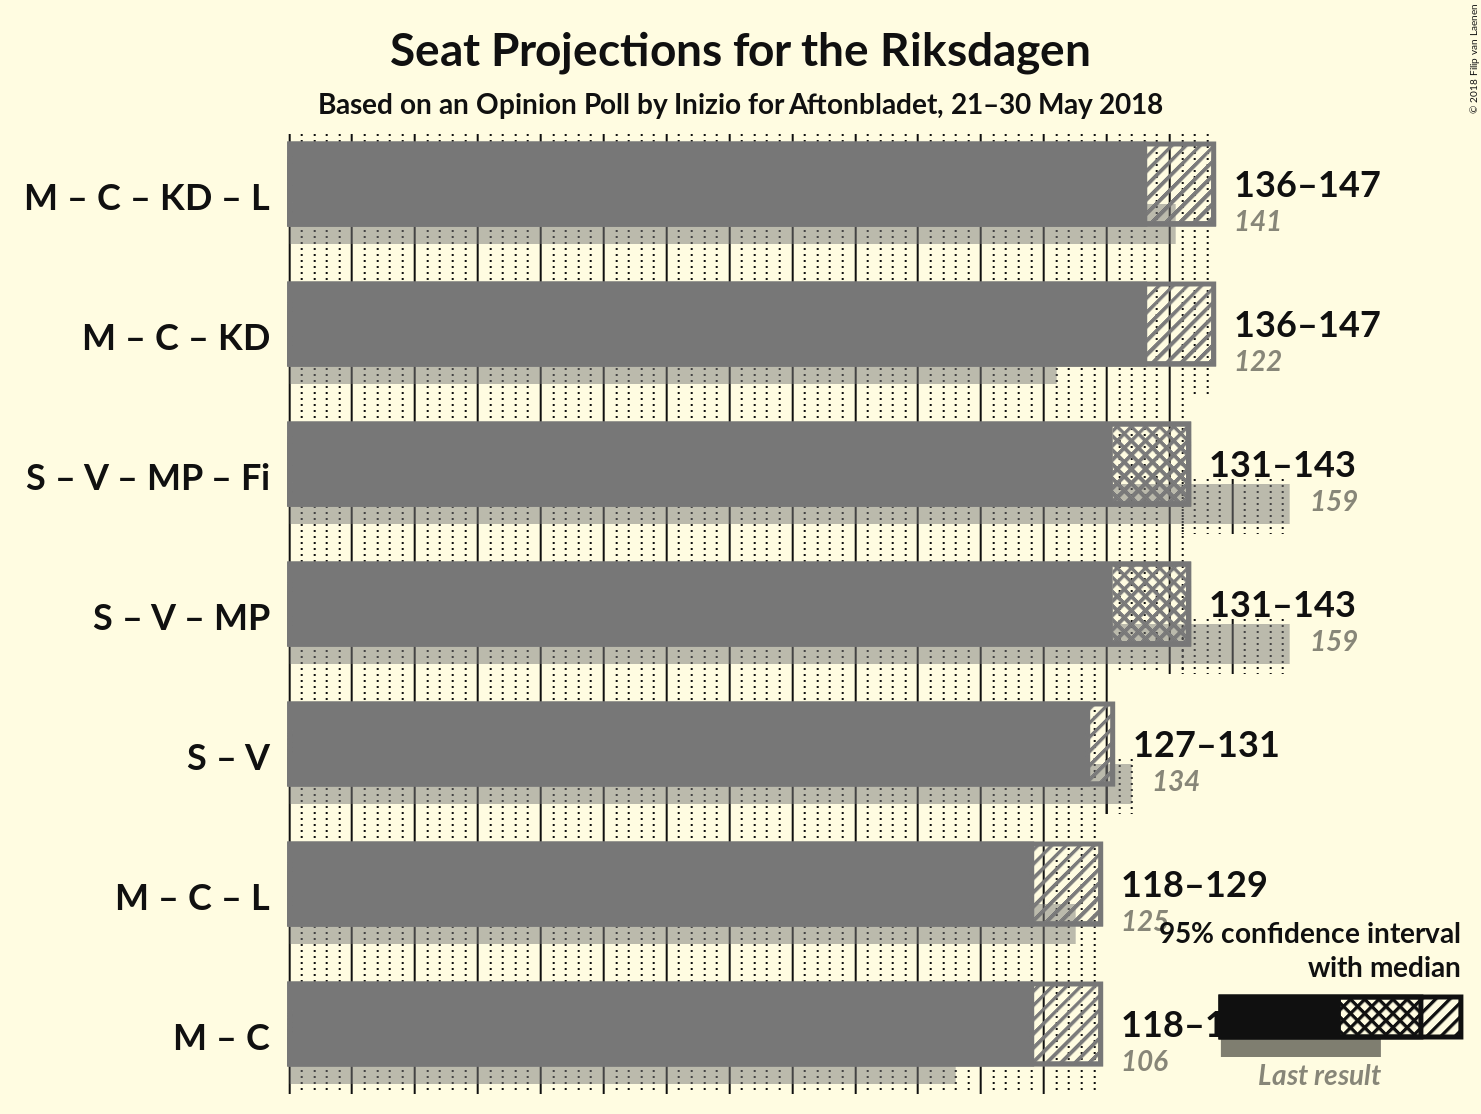 Seat Projections for the Riksdagen
Based on an Opinion Poll by Inizio for Aftonbladet, 21–30 May 2018
© 2018 Filip van Laenen
M – C – KD – L
136–147
141
M – C – KD
136–147
122
S – V – MP – Fi
131–143
159
S – V – MP
131–143
159
S – V
127–131
134
M – C – L
118–129
125
M – C
118–1
106
95% confidence interval
with median
Last result